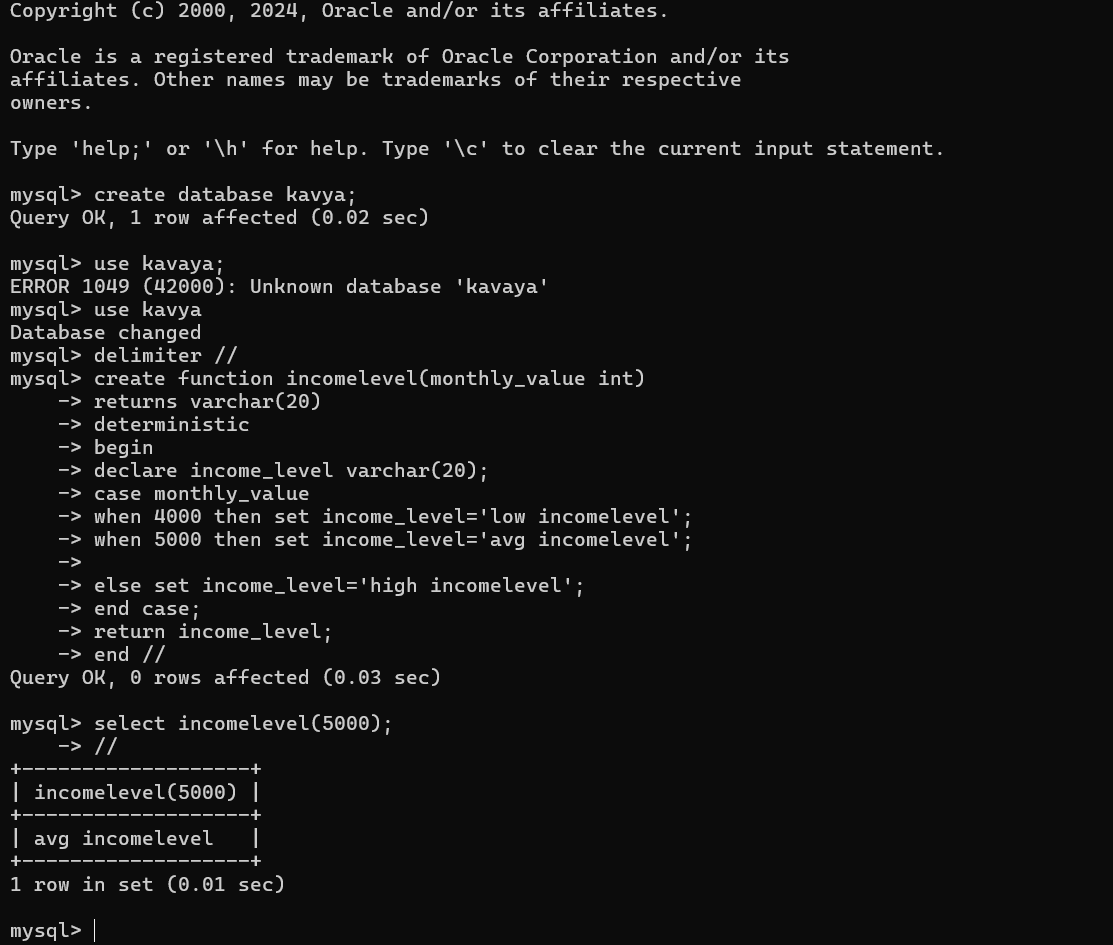 Copyright (c) 2000, 2024, Oracle and/or its affiliates.
Oracle is a registered trademark of Oracle Corporation and/or its
affiliates. Other names may be trademarks of their respective
owners.
Type 'help;' or '\h' for help. Type '\c' to clear the current input statement.
mysql> create database kavya;
Query OK, 1 row affected (0.02 sec)
mysql> use kavaya;
ERROR 1049 (42000): Unknown database 'kavaya'
mysql> use kavya
Database changed
mysql> delimiter //
mysql> create function incomelevel(monthly_value int)
    -> returns varchar(20)
    -> deterministic
    -> begin
    -> declare income_level varchar(20);
    -> case monthly_value
    -> when 4000 then set income_level='low incomelevel';
    -> when 5000 then set income_level='avg incomelevel';
    ->
    -> else set income_level='high incomelevel';
    -> end case;
    -> return income_level;
    -> end //
Query OK, 0 rows affected (0.03 sec)
mysql> select incomelevel(5000);
    -> //
+-------------------+
| incomelevel(5000) |
+-------------------+
| avg incomelevel   |
+-------------------+
1 row in set (0.01 sec)
mysql>